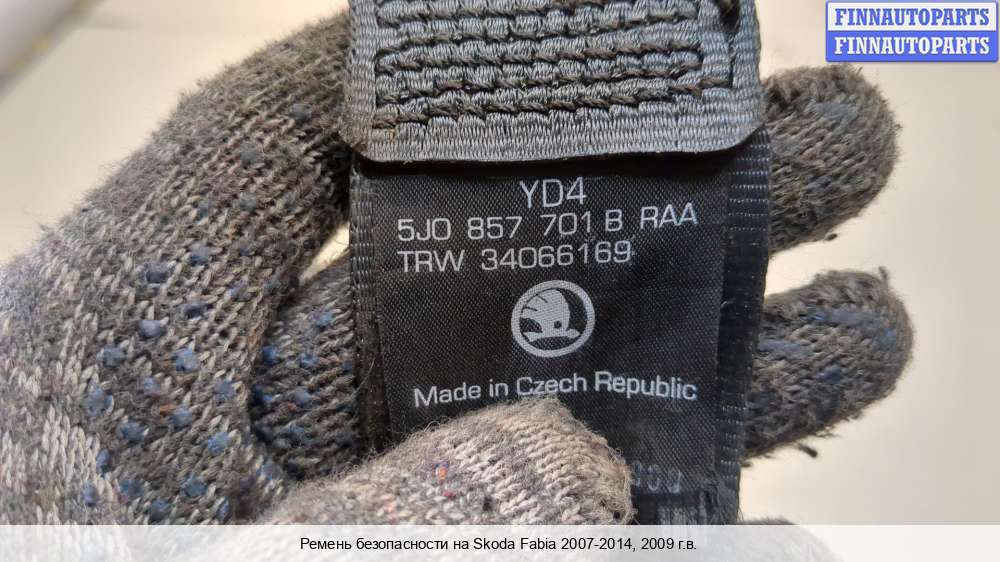 FINNAUTOPARTS
FINNAUTOPARTS
YD4
5J0 857 701 B RAA
TRW 34066169
Made in Czech Republic
Ремень безопасности на Skoda Fabia 2007-2014, 2009 г.в.